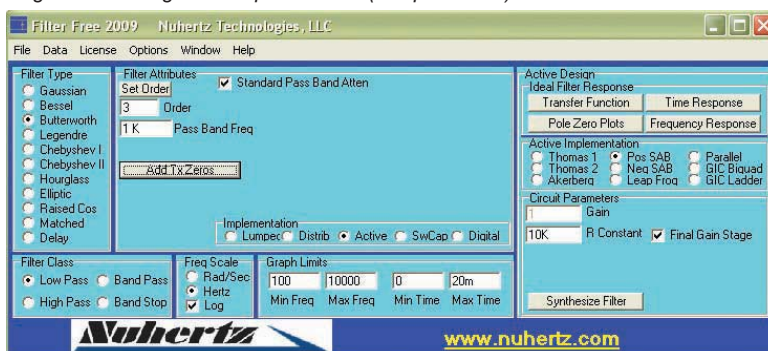 Filter Free 2009 Nuhertz Technologies, LLC
File Data License Options Window Help
Filter Type
Gaussian
Bessel
Butterworth
Legendre
Chebyshev I
Chebyshev II
Hourglass
Elliptic
Raised Cos
Matched
Delay
Filter Attributes
Set Order
Standard Pass Band Atten
3 Order
1 K Pass Band Freq
Add Tx Zeros
Implementation
Lumped Distrib Active SwCap Digital
Active Design
Ideal Filter Response
Transfer Function Time Response
Pole Zero Plots Frequency Response
Active Implementation
Thomas 1 Pos SAB Parallel
Thomas 2 Neg SAB GIC Biquad
Akerberg Leap Frog GIC Ladder
Circuit Parameters
1 Gain
10K R Constant Final Gain Stage
Synthesize Filter
Filter Class
Low Pass Band Pass
High Pass Band Stop
Freq Scale
Rad/Sec
Hertz
Log
Graph Limits
100 10000 0 20m
Min Freq Max Freq Min Time Max Time
Nuhertz www.nuhertz.com